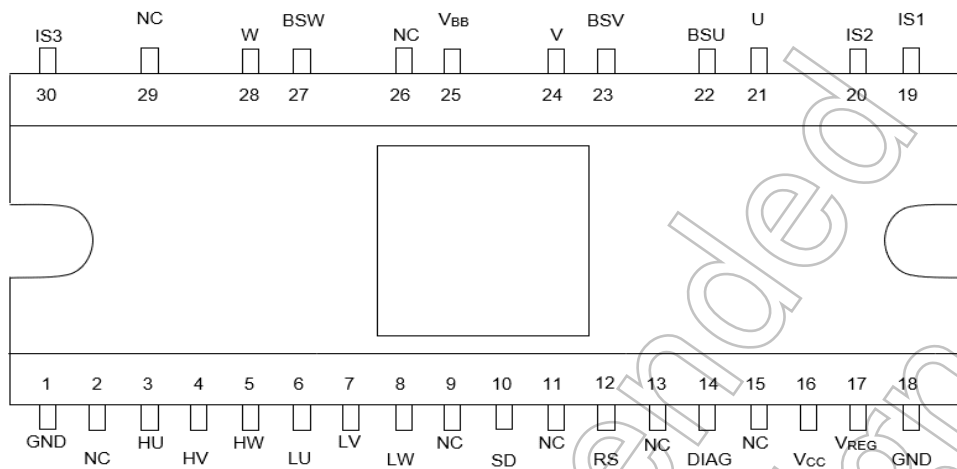 IS3 NC W BSW NC VBB V BSV BSU U IS2 IS1
30 29 28 27 26 25 24 23 22 21 20 19
1 2 3 4 5 6 7 8 9 10 11 12 13 14 15 16 17 18
GND NC HU HV HW LU LV LW NC SD NC RS NC DIAG NC VCC VREG GND
ended